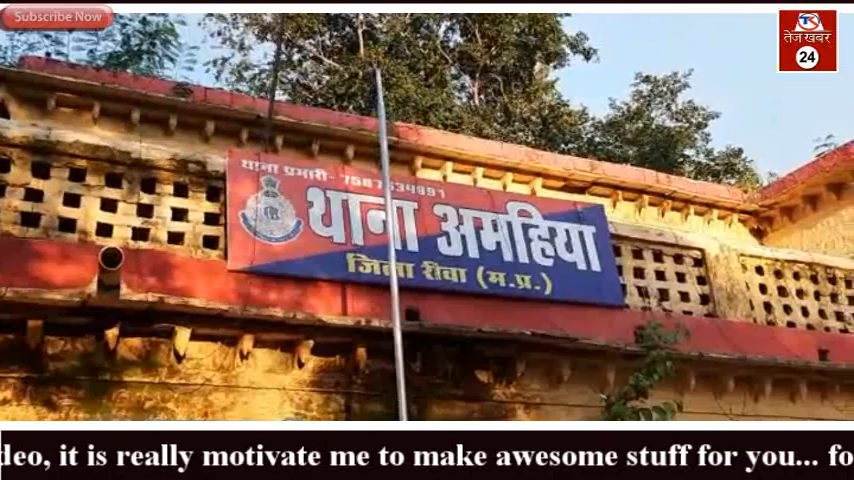 Subscribe Now
तेज खबर
24
थाना प्रभारी-
थाना अमहिया
जिला रीवा (म.प्र.)
deo, it is really motivate me to make awesome stuff for you... fo